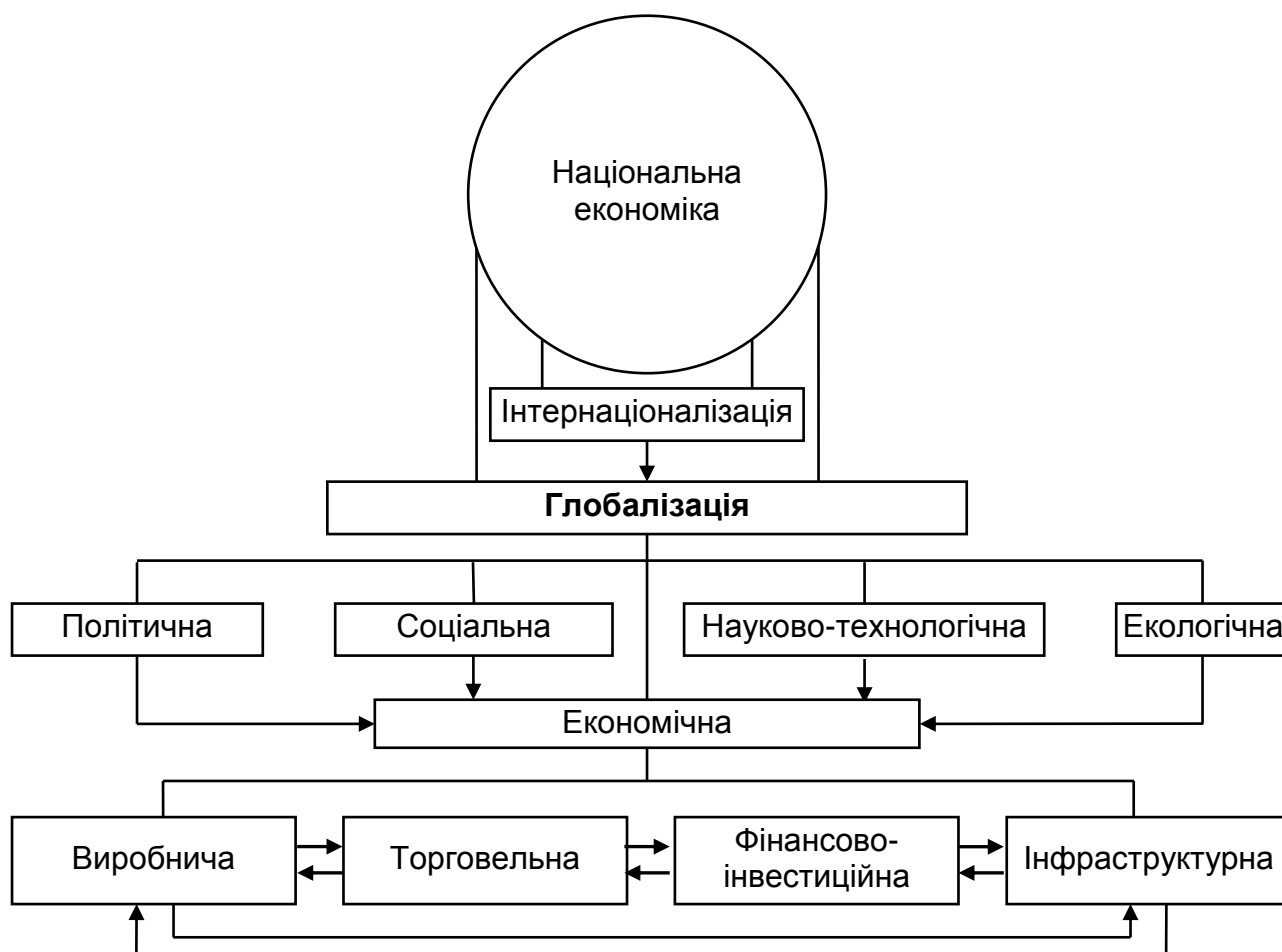 Національна
економіка
Інтернаціоналізація
Глобалізація
Політична
Соціальна
Науково-технологічна
Екологічна
Економічна
Виробнича
Торговельна
Фінансово-
інвестиційна
Інфраструктурна